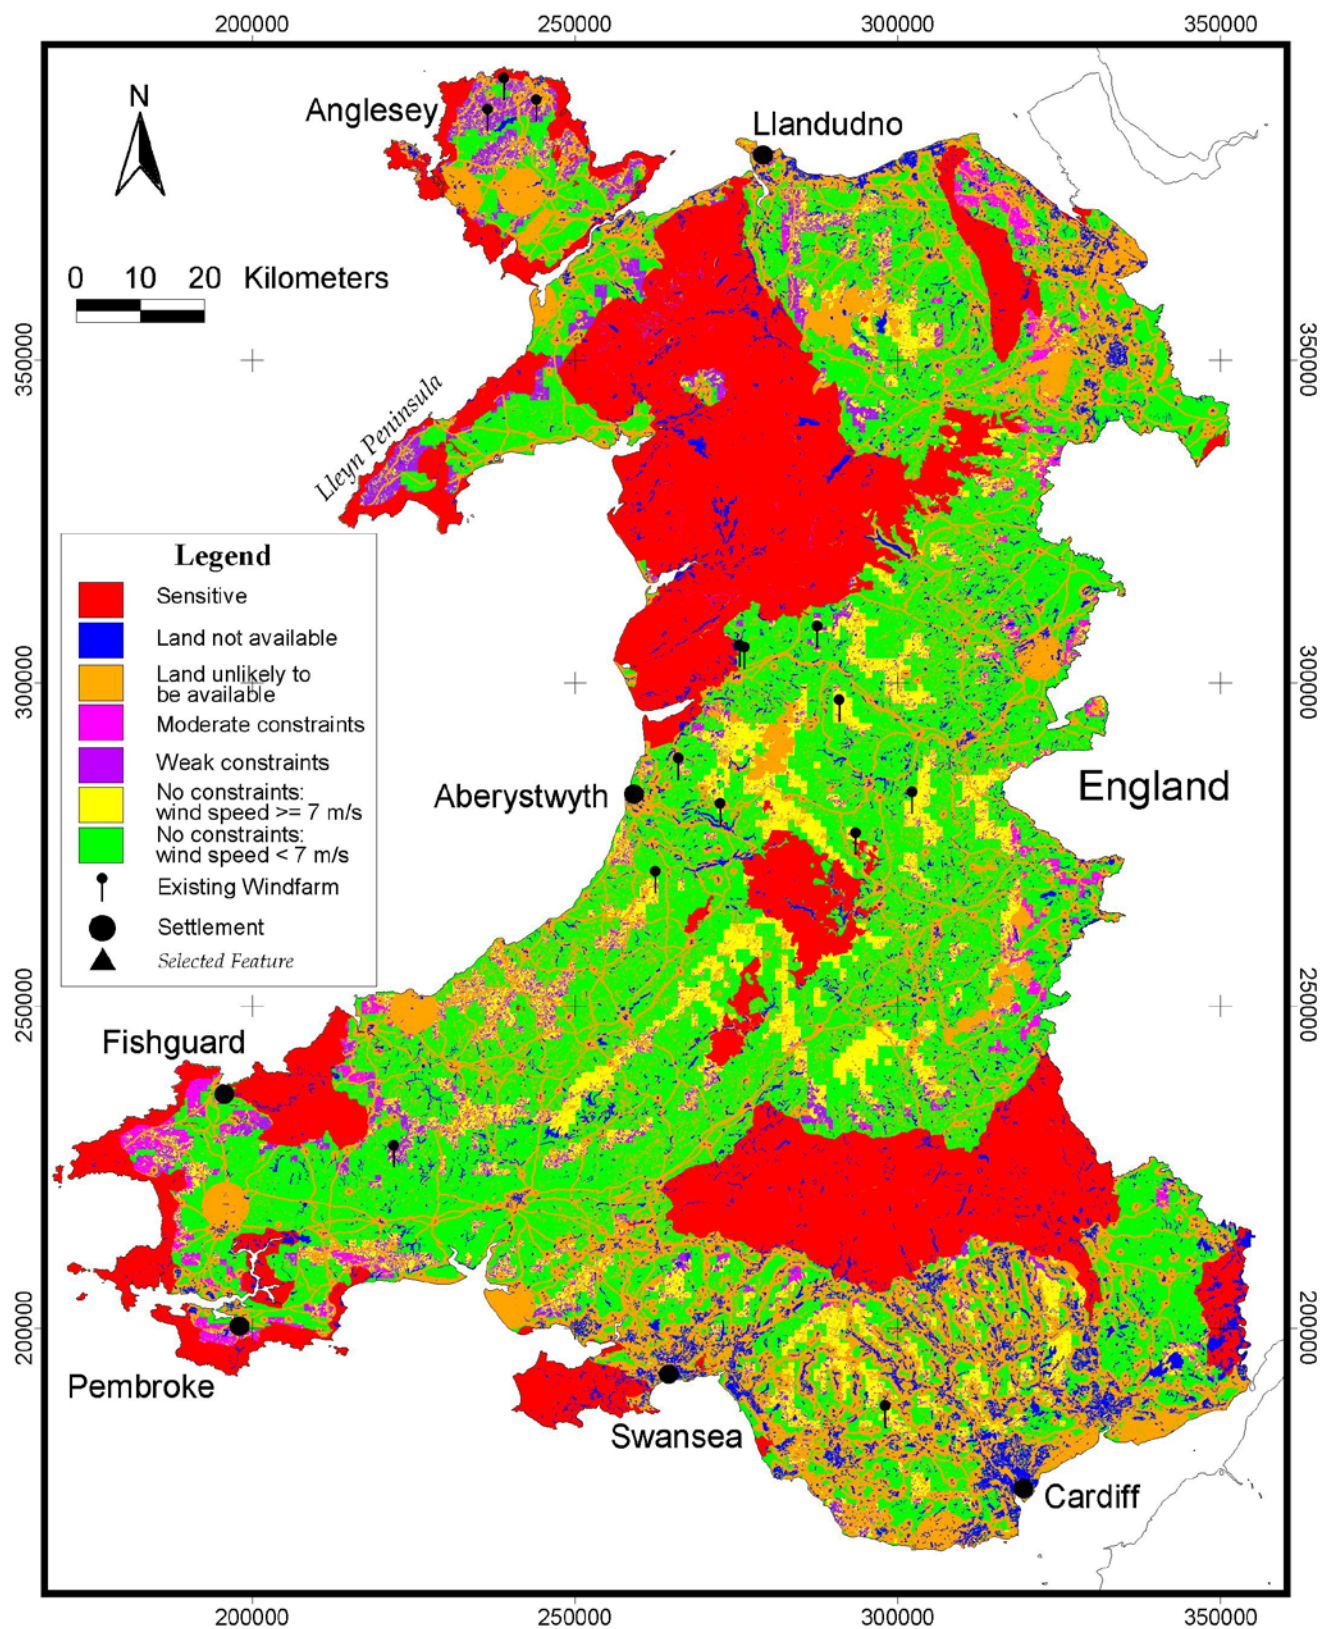 200000 250000 300000 350000
N
Anglesey
Llandudno
0 10 20 Kilometers
350000
350000
Lleyn Peninsula
Legend
Sensitive
Land not available
Land unlikely to
be available
Moderate constraints
Weak constraints
No constraints:
wind speed >= 7 m/s
No constraints:
wind speed < 7 m/s
Existing Windfarm
Settlement
Selected Feature
300000
300000
England
Aberystwyth
250000
250000
Fishguard
200000
200000
Pembroke
Swansea
Cardiff
200000 250000 300000 350000